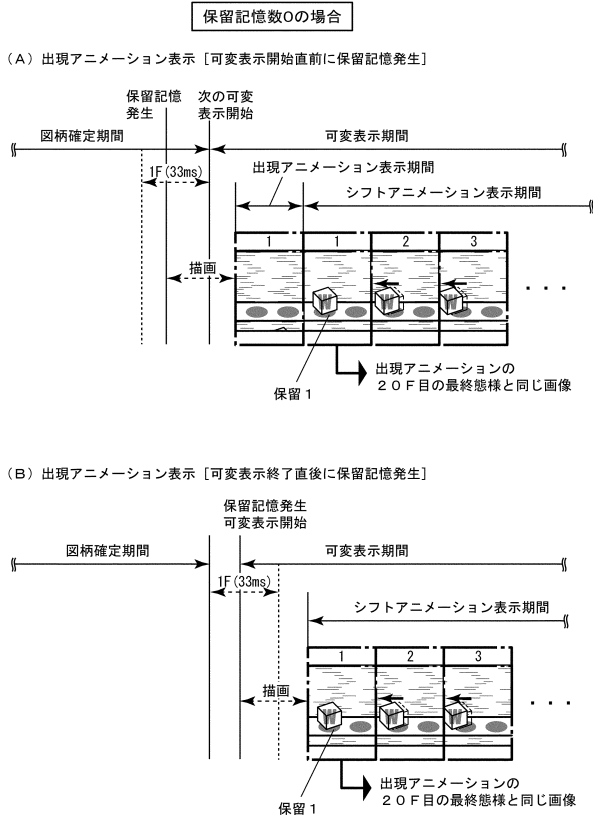 保留記憶数0の場合
（A）出現アニメーション表示［可変表示開始直前に保留記憶発生］
保留記憶
発生
次の可変
表示開始
図柄確定期間
可変表示期間
1F(33ms)
出現アニメーション表示期間
シフトアニメーション表示期間
1
1
2
3
描画
W
W
W
・・・
保留１
出現アニメーションの
２０Ｆ目の最終態様と同じ画像
（B）出現アニメーション表示［可変表示終了直後に保留記憶発生］
保留記憶発生
可変表示開始
図柄確定期間
可変表示期間
1F(33ms)
シフトアニメーション表示期間
1
2
3
描画
W
W
W
・・・
保留１
出現アニメーションの
２０Ｆ目の最終態様と同じ画像